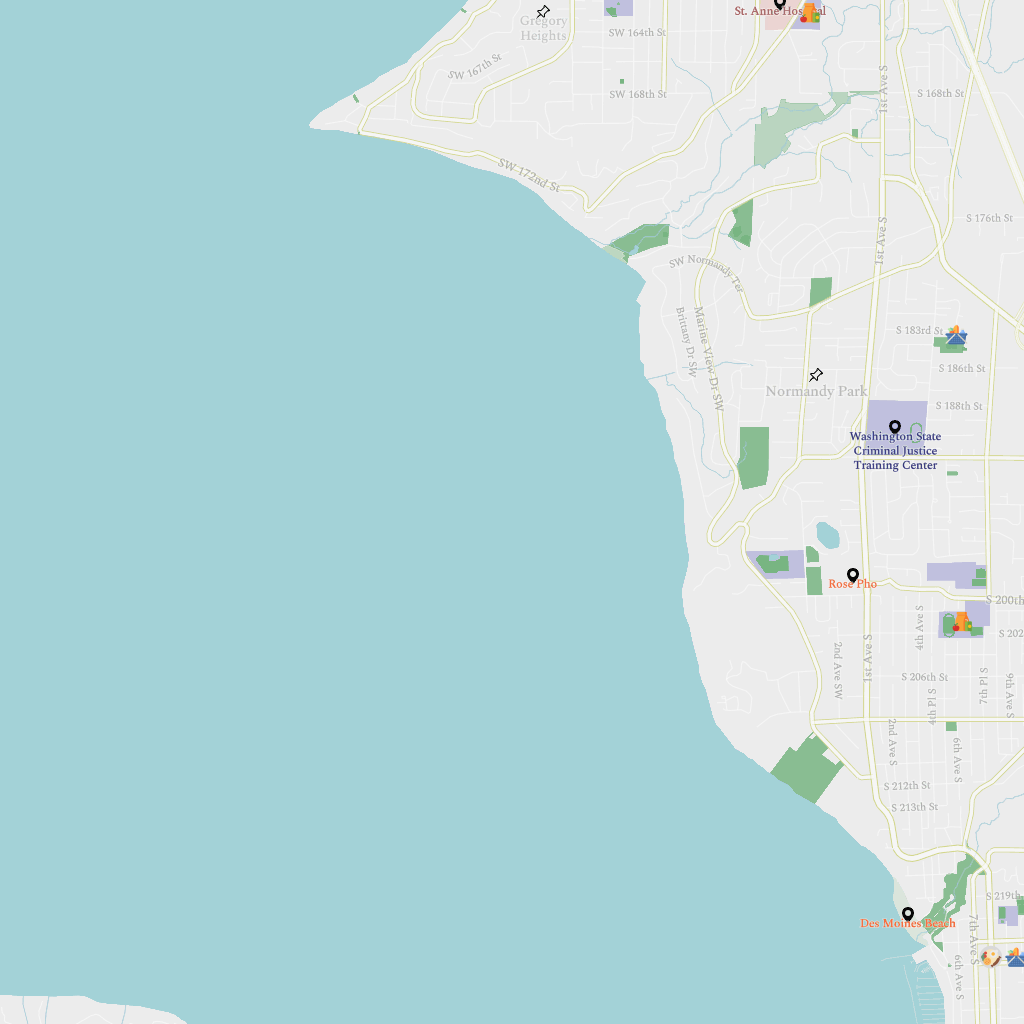 St. Anne Hospital
Gregory
Heights
SW 164th St
SW 167th St
SW 168th St
S 168th St
1st Ave S
SW 172nd St
S 176th St
1st Ave S
SW Normandy Ter
Brittany Dr SW
Marine View Dr SW
S 183rd St
S 186th St
Normandy Park
S 188th St
Washington State
Criminal Justice
Training Center
Rose Pho
S 200th
4th Ave S
S 202
2nd Ave SW
1st Ave S
S 206th St
4th Pl S
7th Pl S
9th Ave S
2nd Ave S
6th Ave S
S 212th St
S 213th St
S 219th
Des Moines Beach
7th Ave S
6th Ave S